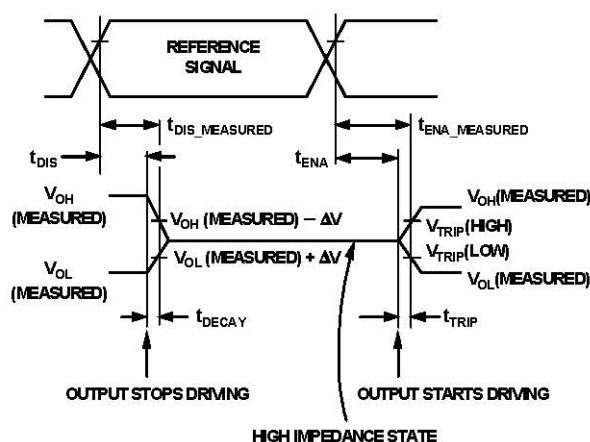 REFERENCE
SIGNAL
tDIS_MEASURED
tENA_MEASURED
tDIS
tENA
VOH
(MEASURED)
VOH (MEASURED) − ΔV
VOL (MEASURED) + ΔV
VOL
(MEASURED)
VOH(MEASURED)
VTRIP(HIGH)
VTRIP(LOW)
VOL(MEASURED)
tDECAY
tTRIP
OUTPUT STOPS DRIVING
OUTPUT STARTS DRIVING
HIGH IMPEDANCE STATE